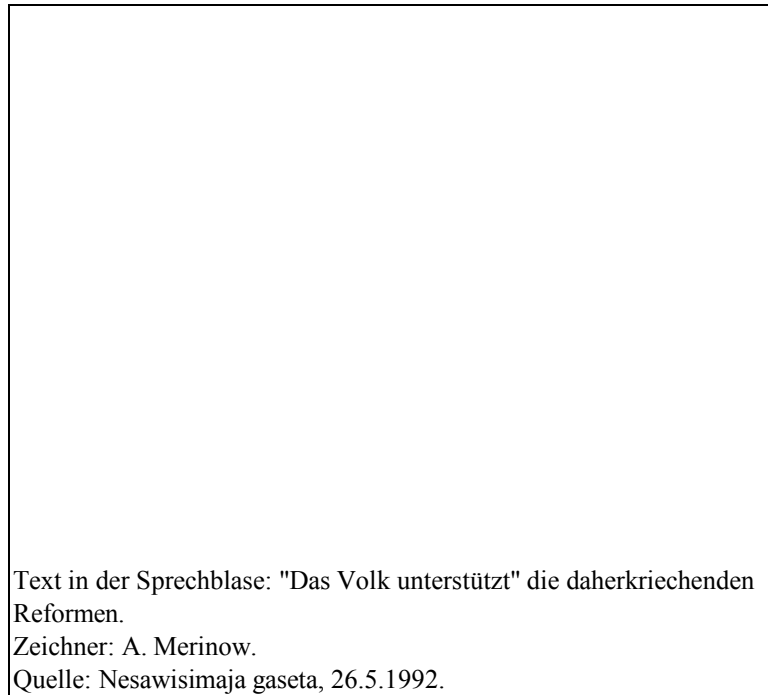 Text in der Sprechblase: "Das Volk unterstützt" die daherkriechenden
Reformen.
Zeichner: A. Merinow.
Quelle: Nesawisimaja gaseta, 26.5.1992.